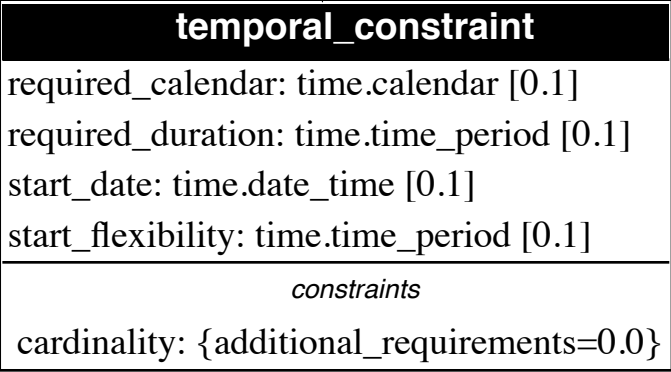 temporal_constraint
required_calendar: time.calendar [0.1]
required_duration: time.time_period [0.1]
start_date: time.date_time [0.1]
start_flexibility: time.time_period [0.1]
constraints
cardinality: {additional_requirements=0.0}